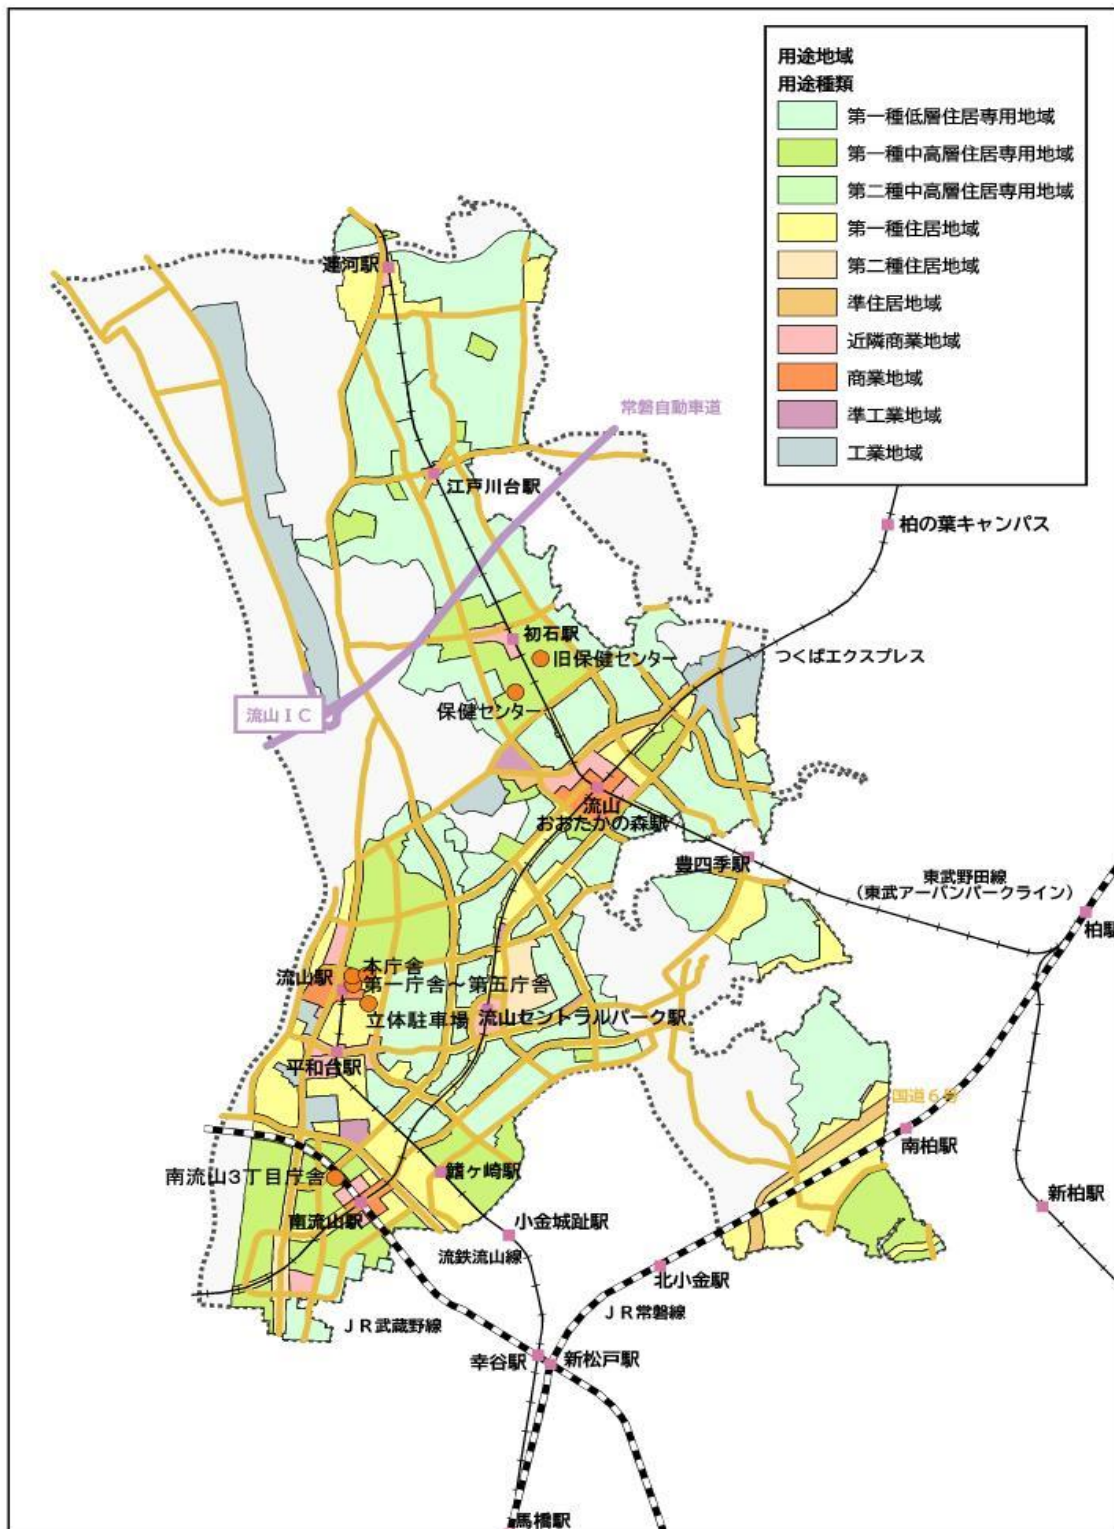 用途地域
用途種類
第一種低層住居専用地域
第一種中高層住居専用地域
第二種中高層住居専用地域
第一種住居地域
第二種住居地域
準住居地域
近隣商業地域
商業地域
準工業地域
工業地域
運河駅
常磐自動車道
江戸川台駅
柏の葉キャンパス
初石駅
旧保健センター
つくばエクスプレス
保健センター
流山ＩＣ
流山
おおたかの森駅
豊四季駅
東武野田線
（東武アーバンパークライン）
柏駅
本庁舎
流山駅
第一庁舎～第五庁舎
立体駐車場
流山セントラルパーク駅
平和台駅
国道６号
南柏駅
鰭ヶ崎駅
南流山3丁目庁舎
新柏駅
南流山駅
小金城趾駅
流鉄流山線
北小金駅
ＪＲ常磐線
ＪＲ武蔵野線
幸谷駅
新松戸駅
馬橋駅